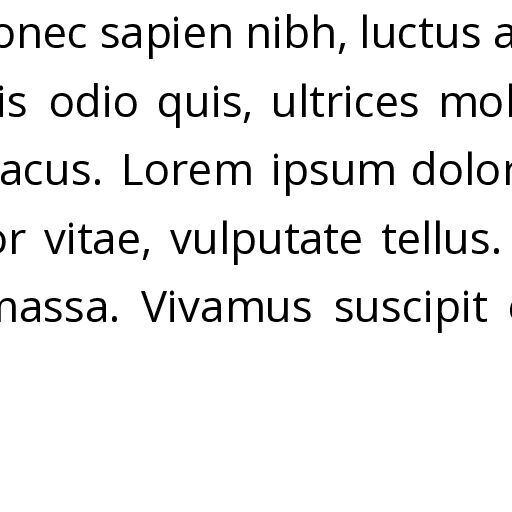 onec sapien nibh, luctus a
is odio quis, ultrices mol
acus. Lorem ipsum dolor
or vitae, vulputate tellus.
massa. Vivamus suscipit